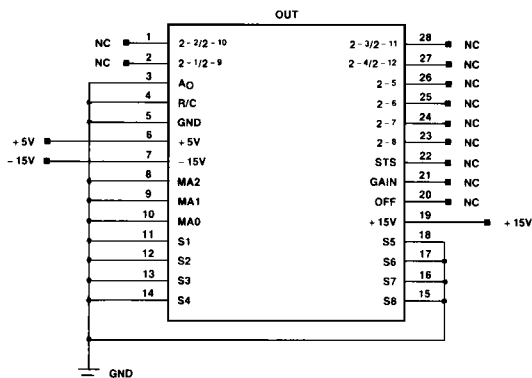 OUT
NC 1 2-2/2-10 2-3/2-11 28 NC
NC 2 2-1/2-9 2-4/2-12 27 NC
3 AO 2-5 26 NC
4 R/C 2-6 25 NC
5 GND 2-7 24 NC
+5V 6 +5V 2-8 23 NC
-15V 7 -15V STS 22 NC
8 MA2 GAIN 21 NC
9 MA1 OFF 20 NC
10 MA0 +15V 19 +15V
11 S1 S5 18
12 S2 S6 17
13 S3 S7 16
14 S4 S8 15
GND